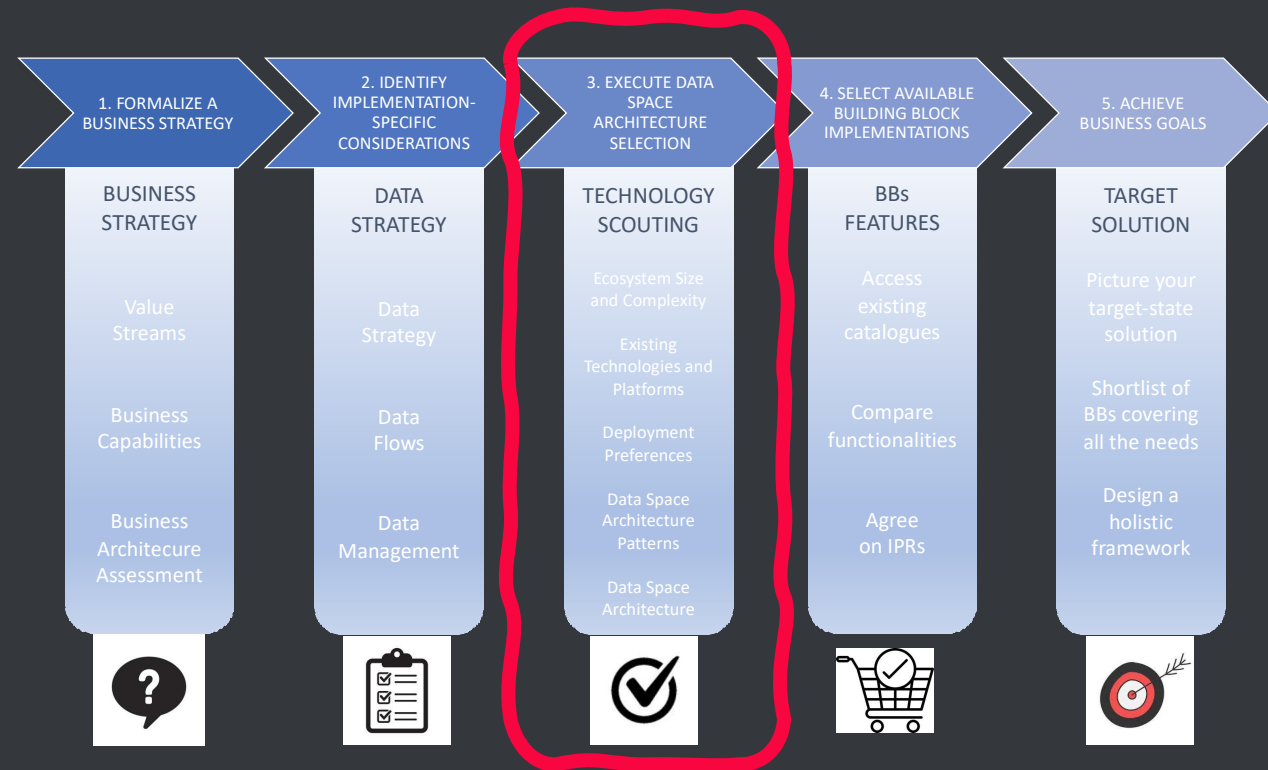 1. FORMALIZE A
BUSINESS STRATEGY
2. IDENTIFY
IMPLEMENTATION-
SPECIFIC
CONSIDERATIONS
3. EXECUTE DATA
SPACE
ARCHITECTURE
SELECTION
4. SELECT AVAILABLE
BUILDING BLOCK
IMPLEMENTATIONS
5. ACHIEVE
BUSINESS GOALS
BUSINESS
STRATEGY
Value
Streams
Business
Capabilities
Business
Architecure
Assessment
DATA
STRATEGY
Data
Strategy
Data
Flows
Data
Management
TECHNOLOGY
SCOUTING
Ecosystem Size
and Complexity
Existing
Technologies and
Platforms
Deployment
Preferences
Data Space
Architecture
Patterns
Data Space
Architecture
BBs
FEATURES
Access
existing
catalogues
Compare
functionalities
Agree
on IPRs
TARGET
SOLUTION
Picture your
target-state
solution
Shortlist of
BBs covering
all the needs
Design a
holistic
framework
?